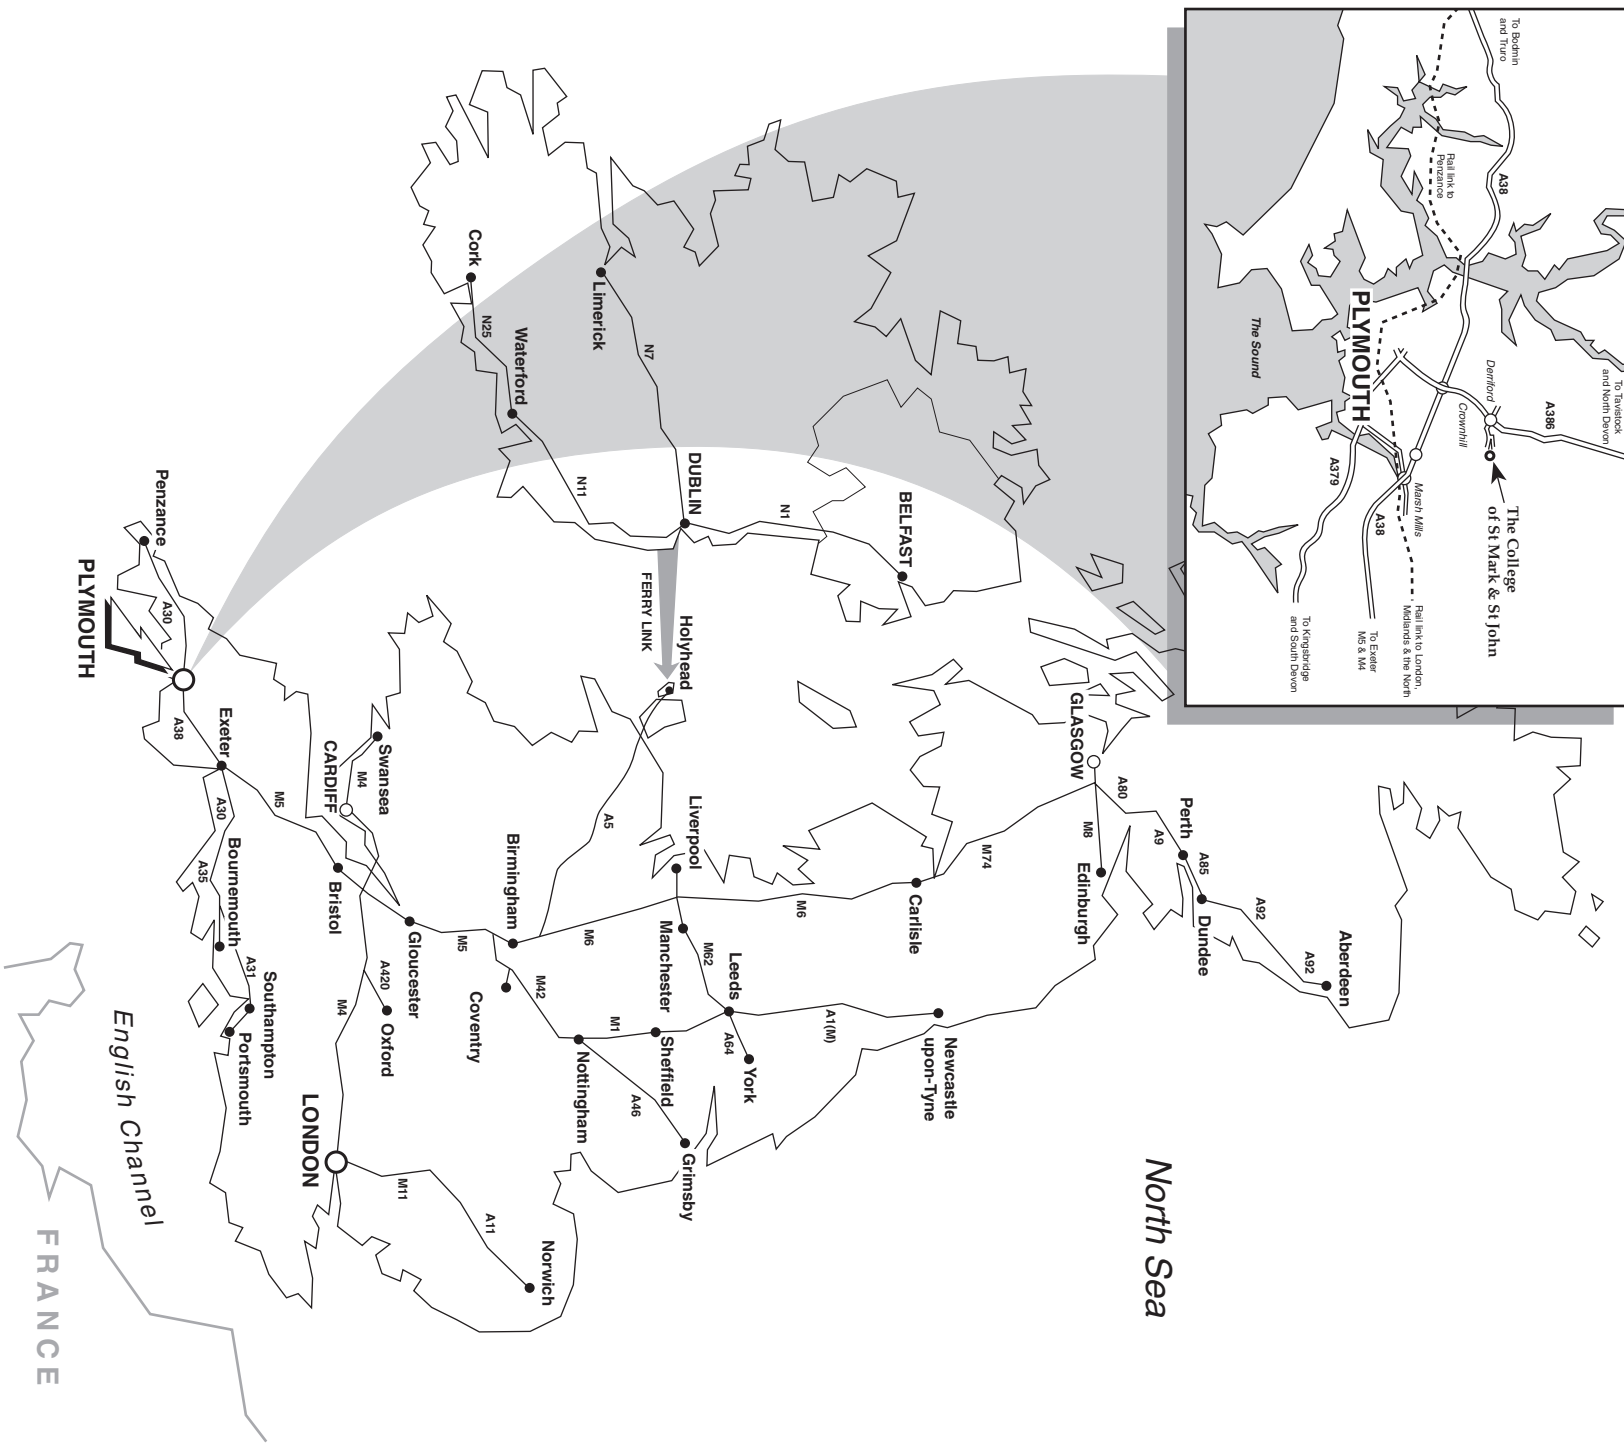 To Bodmin
and Truro
A38
Rail link to
Penzance
To Tavistock
and North Devon
A386
Derriford
Crownhill
The College
of St Mark & St John
PLYMOUTH
The Sound
Marsh Mills
A38
A379
Rail link to London,
Midlands & the North
To Exeter
M5 & M4
To Kingsbridge
and South Devon
Aberdeen
A92
A92
Dundee
A85
Perth
A9
A80
GLASGOW
M8
Edinburgh
M74
North Sea
Carlisle
Newcastle
upon-Tyne
A1(M)
M6
BELFAST
N1
DUBLIN
N7
Limerick
N11
Waterford
N25
Cork
FERRY LINK
Holyhead
Liverpool
Manchester
M62
Leeds
A64
York
Sheffield
M1
A46
Grimsby
Nottingham
A5
M6
Birmingham
M42
Coventry
M5
Norwich
A11
M11
Gloucester
Oxford
A420
M4
LONDON
Swansea
M4
CARDIFF
Bristol
M5
Exeter
A38
A30
A35
Bournemouth
A31
Southampton
Portsmouth
Penzance
A30
PLYMOUTH
English Channel
FRANCE